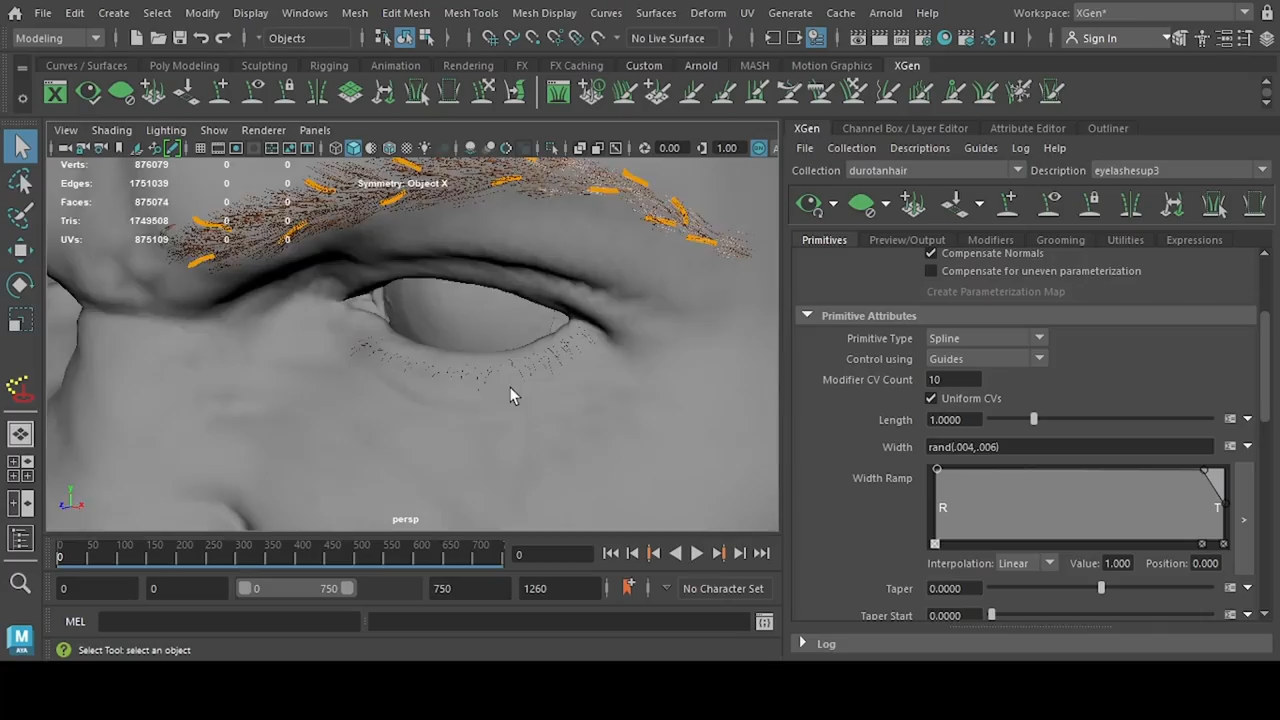 File Edit Create Select Modify Display Windows Mesh Edit Mesh Mesh Tools Mesh Display Curves Surfaces Deform UV Generate Cache Arnold Help Workspace: XGen*
Modeling Objects No Live Surface Sign In
Curves / Surfaces Poly Modeling Sculpting Rigging Animation Rendering FX FX Caching Custom Arnold MASH Motion Graphics XGen
View Shading Lighting Show Renderer Panels
0.00 1.00
Verts: 876079 0 0
Edges: 1751039 0 0
Faces: 875074 0 0
Tris: 1749508 0 0
UVs: 875109 0 0
Symmetry: Object X
persp
XGen Channel Box / Layer Editor Attribute Editor Outliner
File Collection Descriptions Guides Log Help
Collection durotanhair Description eyelashesup3
Primitives Preview/Output Modifiers Grooming Utilities Expressions
Compensate Normals
Compensate for uneven parameterization
Create Parameterization Map
Primitive Attributes
Primitive Type Spline
Control using Guides
Modifier CV Count 10
Uniform CVs
Length 1.0000
Width rand(.004,.006)
Width Ramp
R T
>
Interpolation: Linear Value: 1.000 Position: 0.000
Taper 0.0000
Taper Start 0.0000
Log
0 50 100 150 200 250 300 350 400 450 500 550 600 650 700
0
0
0 0 0 750 750 1260 No Character Set
MEL
Select Tool: select an object